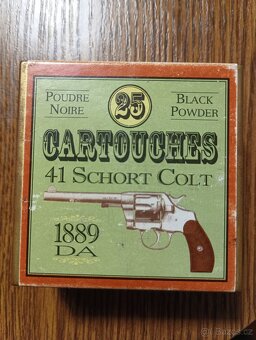 POUDRE NOIRE
25
BLACK POWDER
CARTOUCHES
41 SCHORT COLT
1889
DA